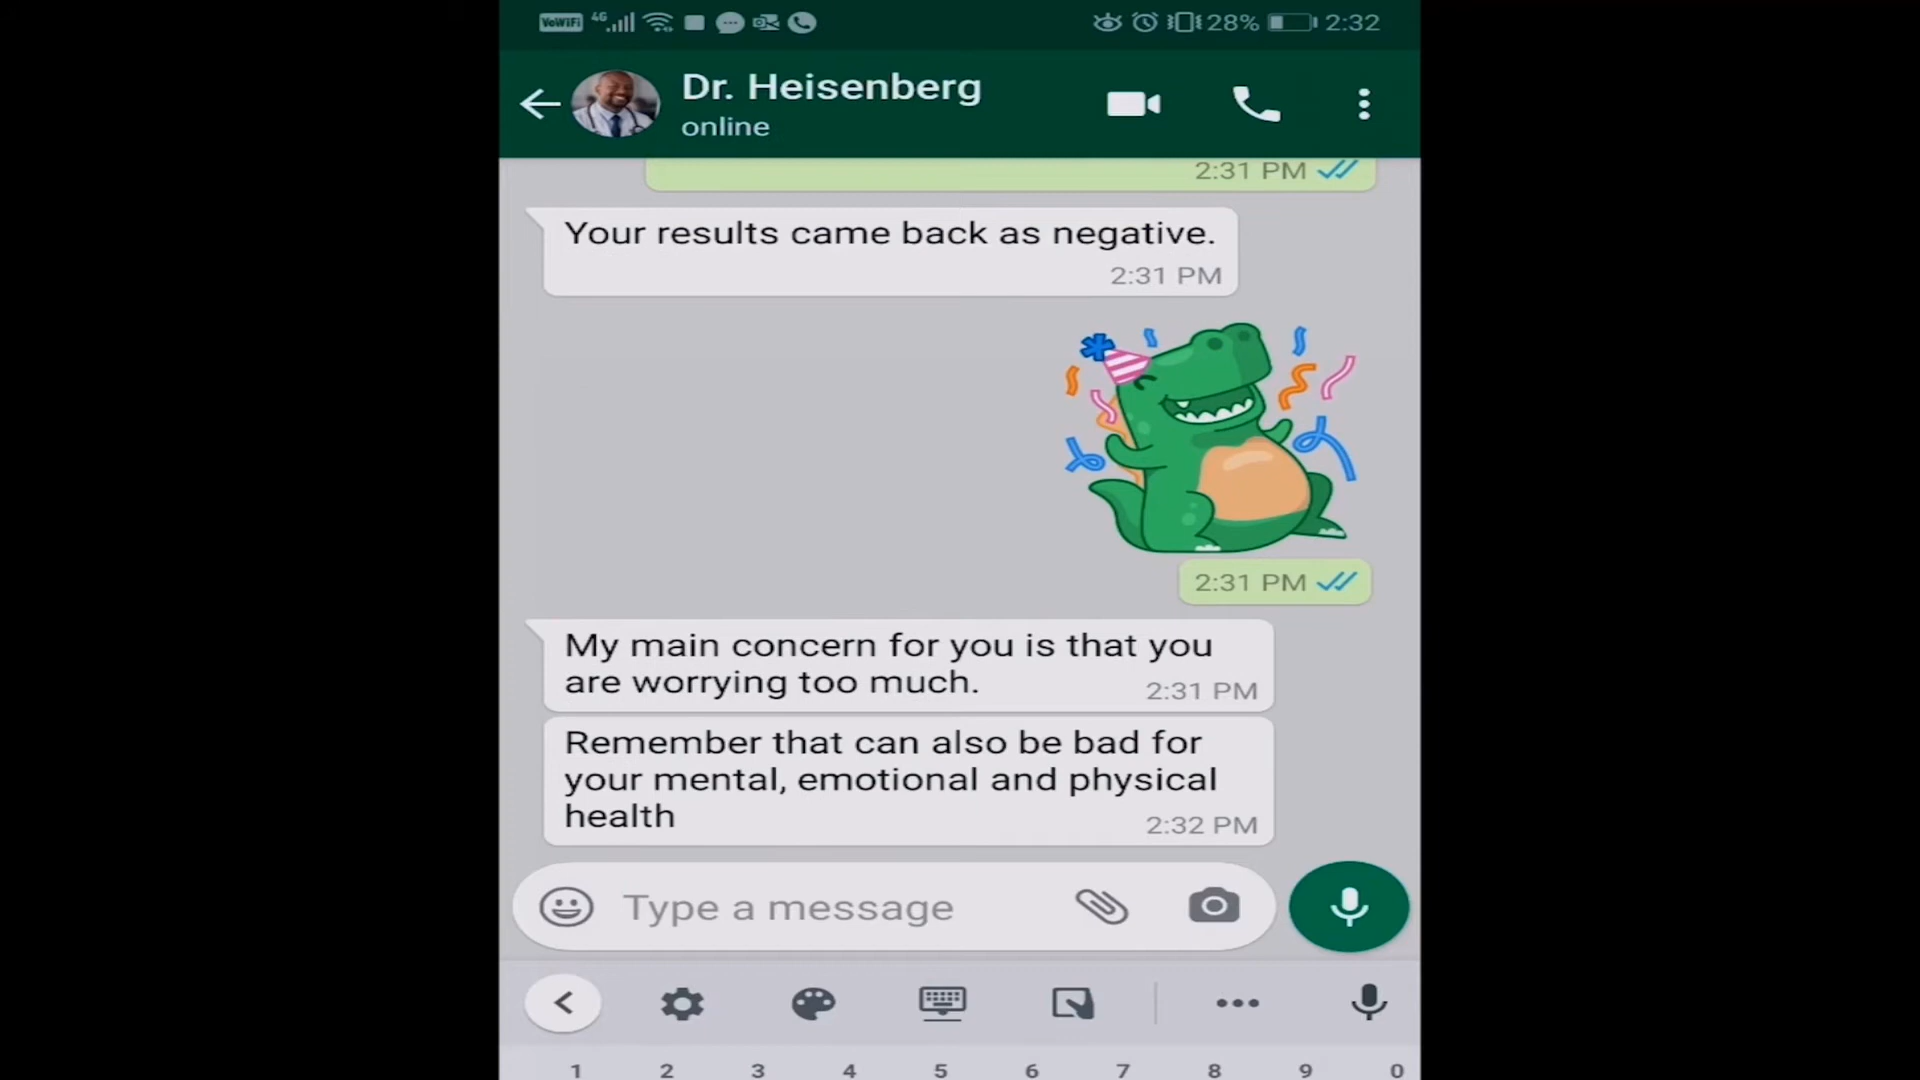 VoWiFi 4G 28% 2:32
Dr. Heisenberg
online
2:31 PM
Your results came back as negative.
2:31 PM
2:31 PM
My main concern for you is that you
are worrying too much.
2:31 PM
Remember that can also be bad for
your mental, emotional and physical
health
2:32 PM
Type a message
1 2 3 4 5 6 7 8 9 0